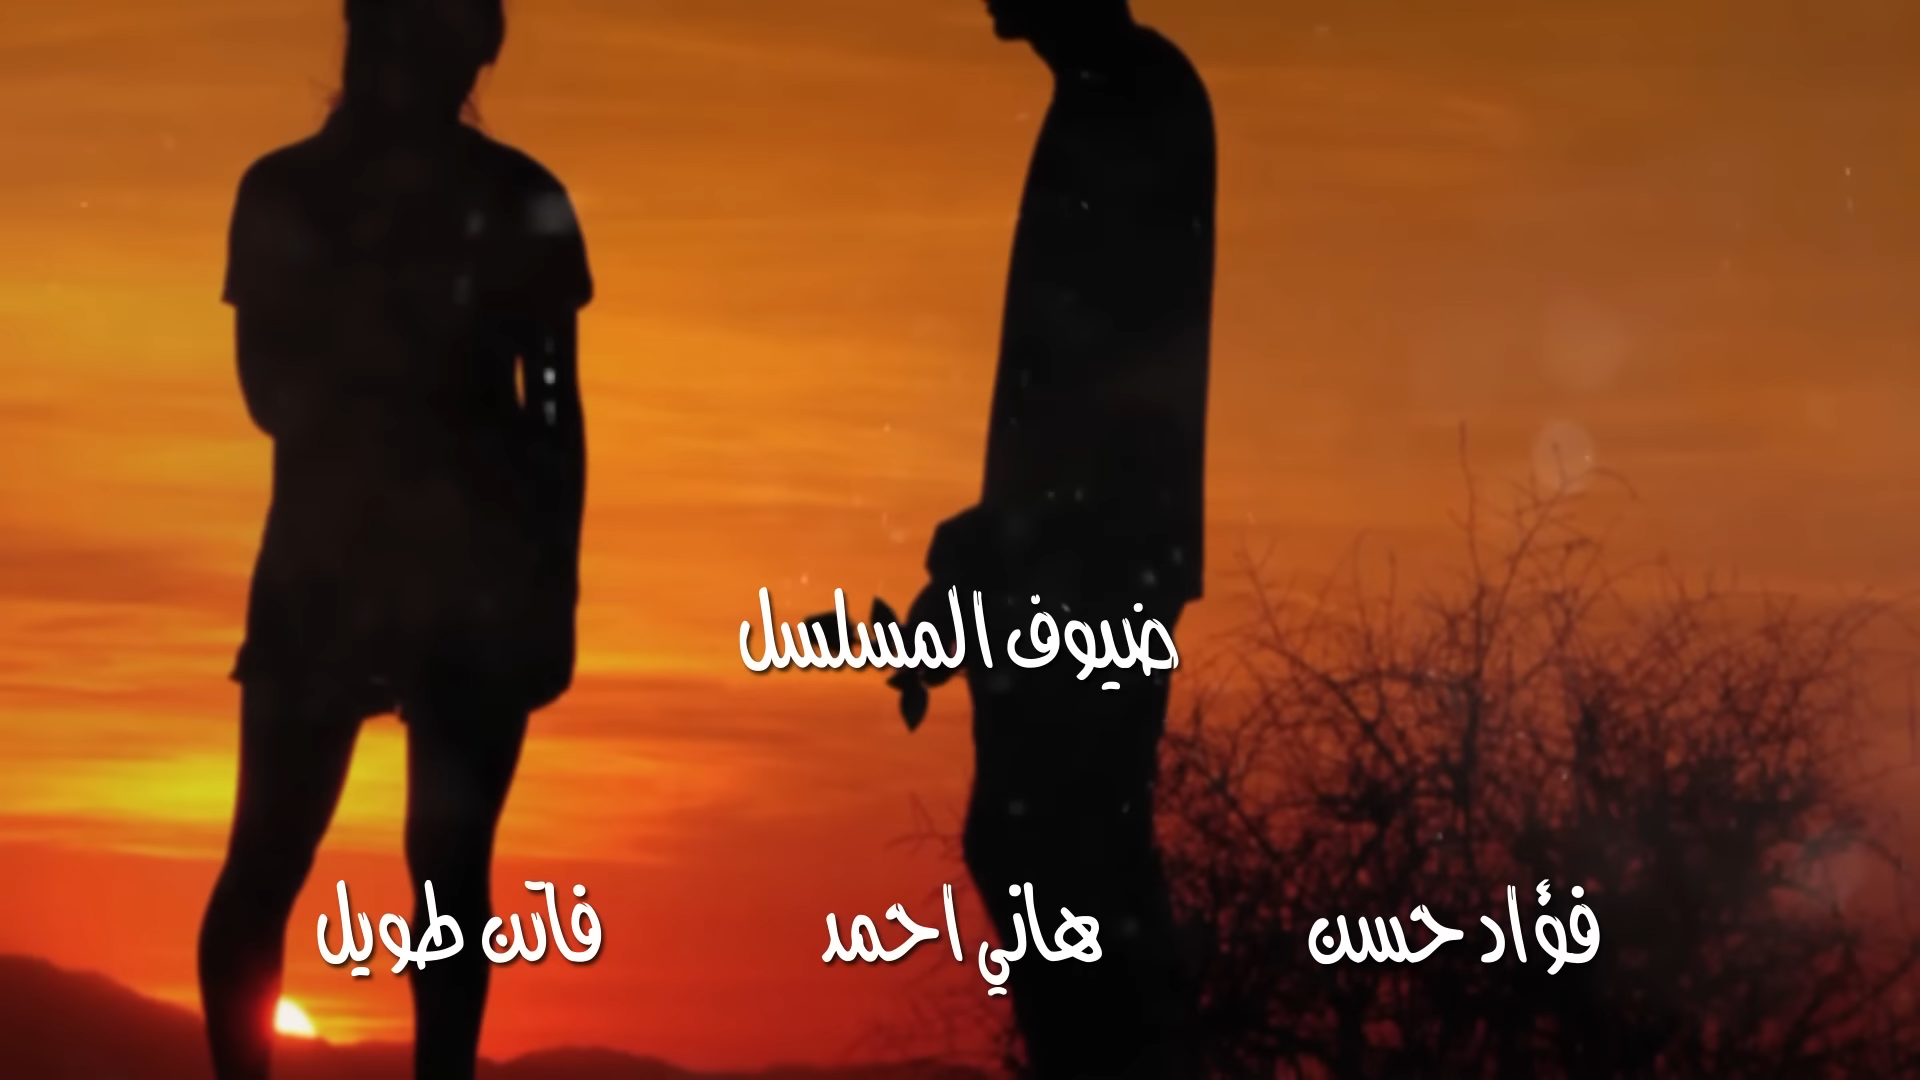 ضيوف المسلسل
فؤاد حسن هاني احمد فاتن طويل